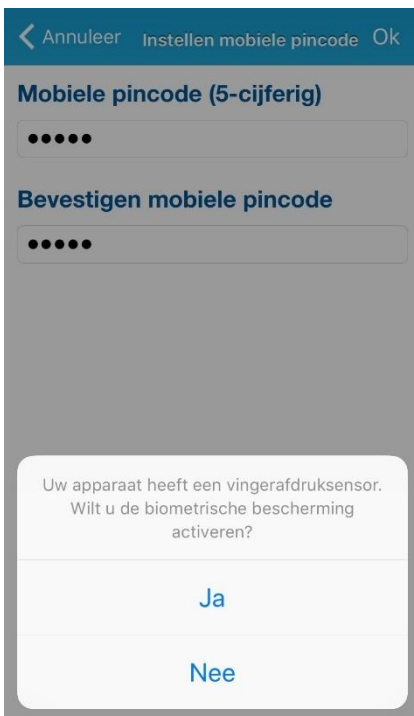 Annuleer Instellen mobiele pincode Ok
Mobiele pincode (5-cijferig)
•••••
Bevestigen mobiele pincode
•••••
Uw apparaat heeft een vingerafdruksensor.
Wilt u de biometrische bescherming
activeren?
Ja
Nee